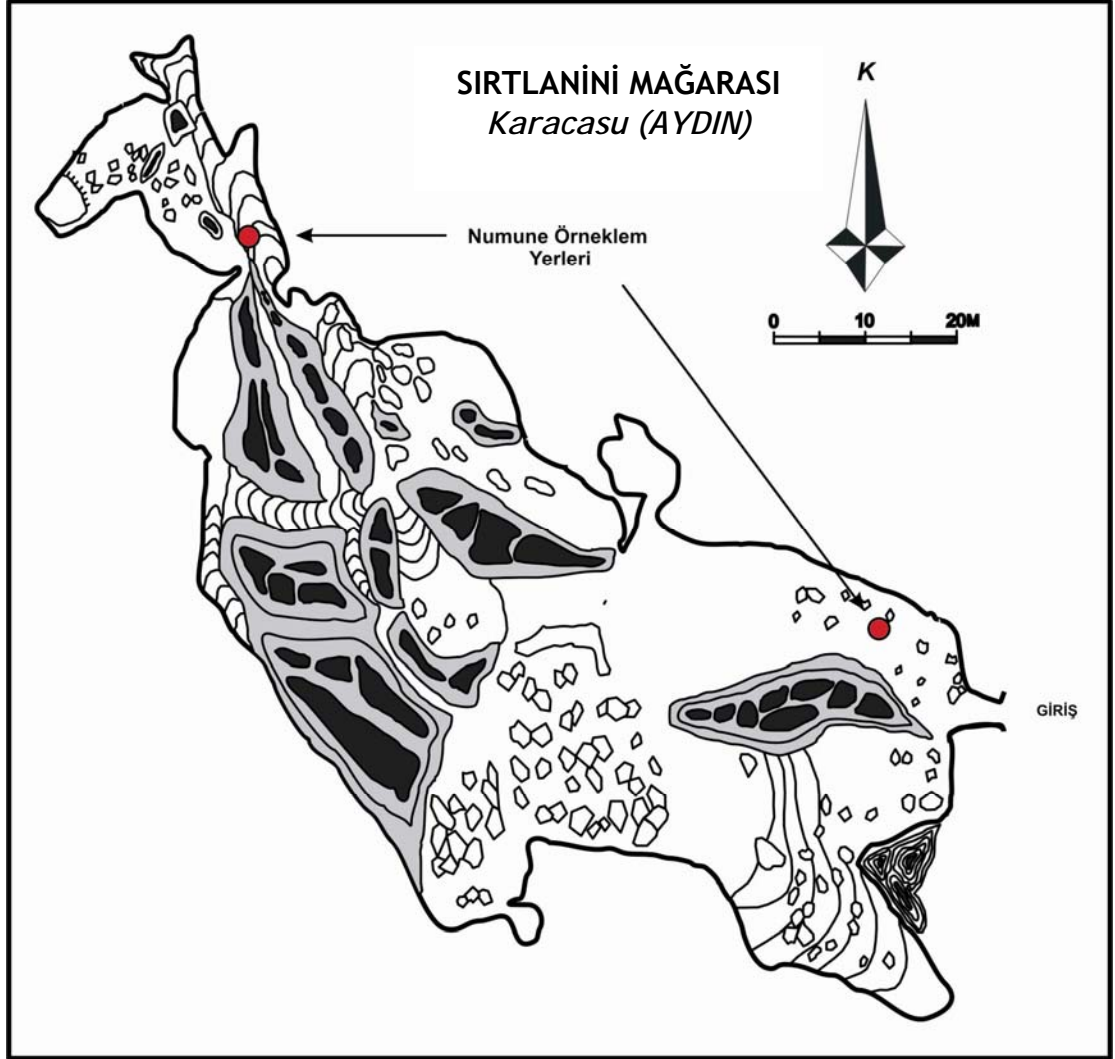 SIRTLANİNİ MAĞARASI
Karacasu (AYDIN)
K
Numune Örneklem
Yerleri
0 10 20M
GİRİŞ